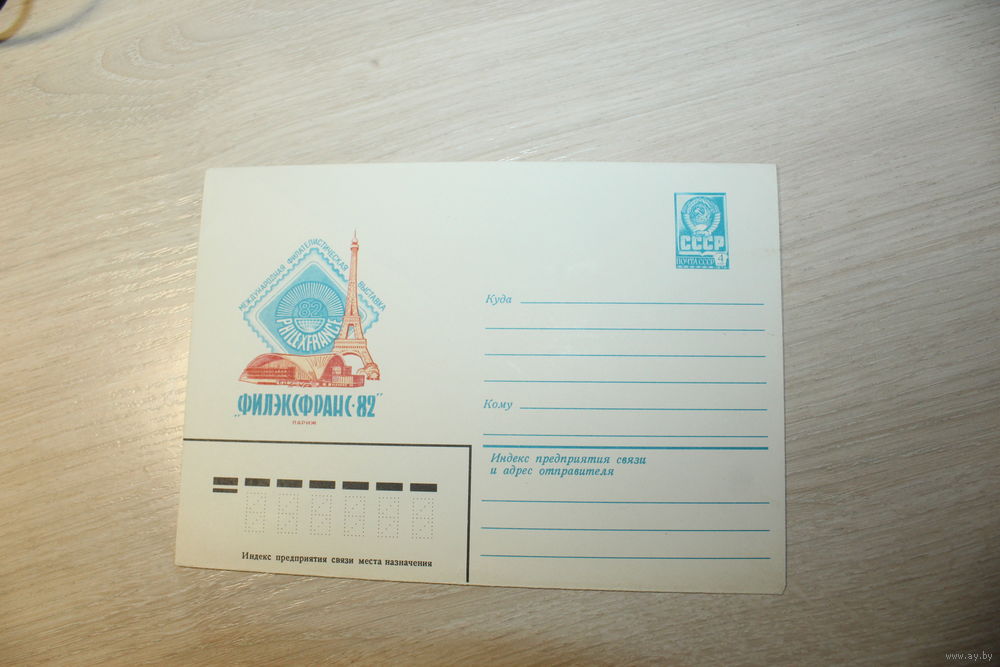 МЕЖДУНАРОДНАЯ ФИЛАТЕЛИСТИЧЕСКАЯ ВЫСТАВКА
82
PHILEXFRANCE
"ФИЛЭКСФРАНС·82"
ПАРИЖ
СССР
ПОЧТА СССР 4
Куда
Кому
Индекс предприятия связи
и адрес отправителя
Индекс предприятия связи места назначения
www.ay.by